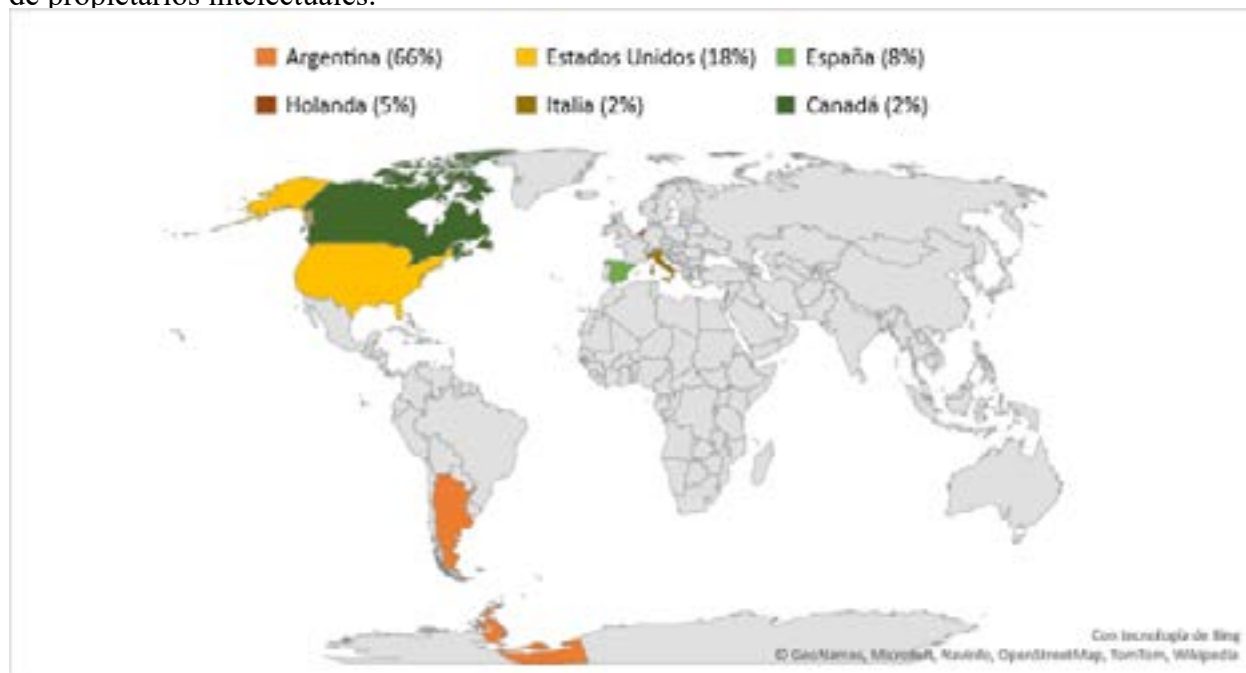 de propietarios intelectuales.
Argentina (66%) Estados Unidos (18%) España (8%)
Holanda (5%) Italia (2%) Canadá (2%)
Con tecnología de Bing
© GeoNames, Microsoft, Navinfo, OpenStreetMap, TomTom, Wikipedia